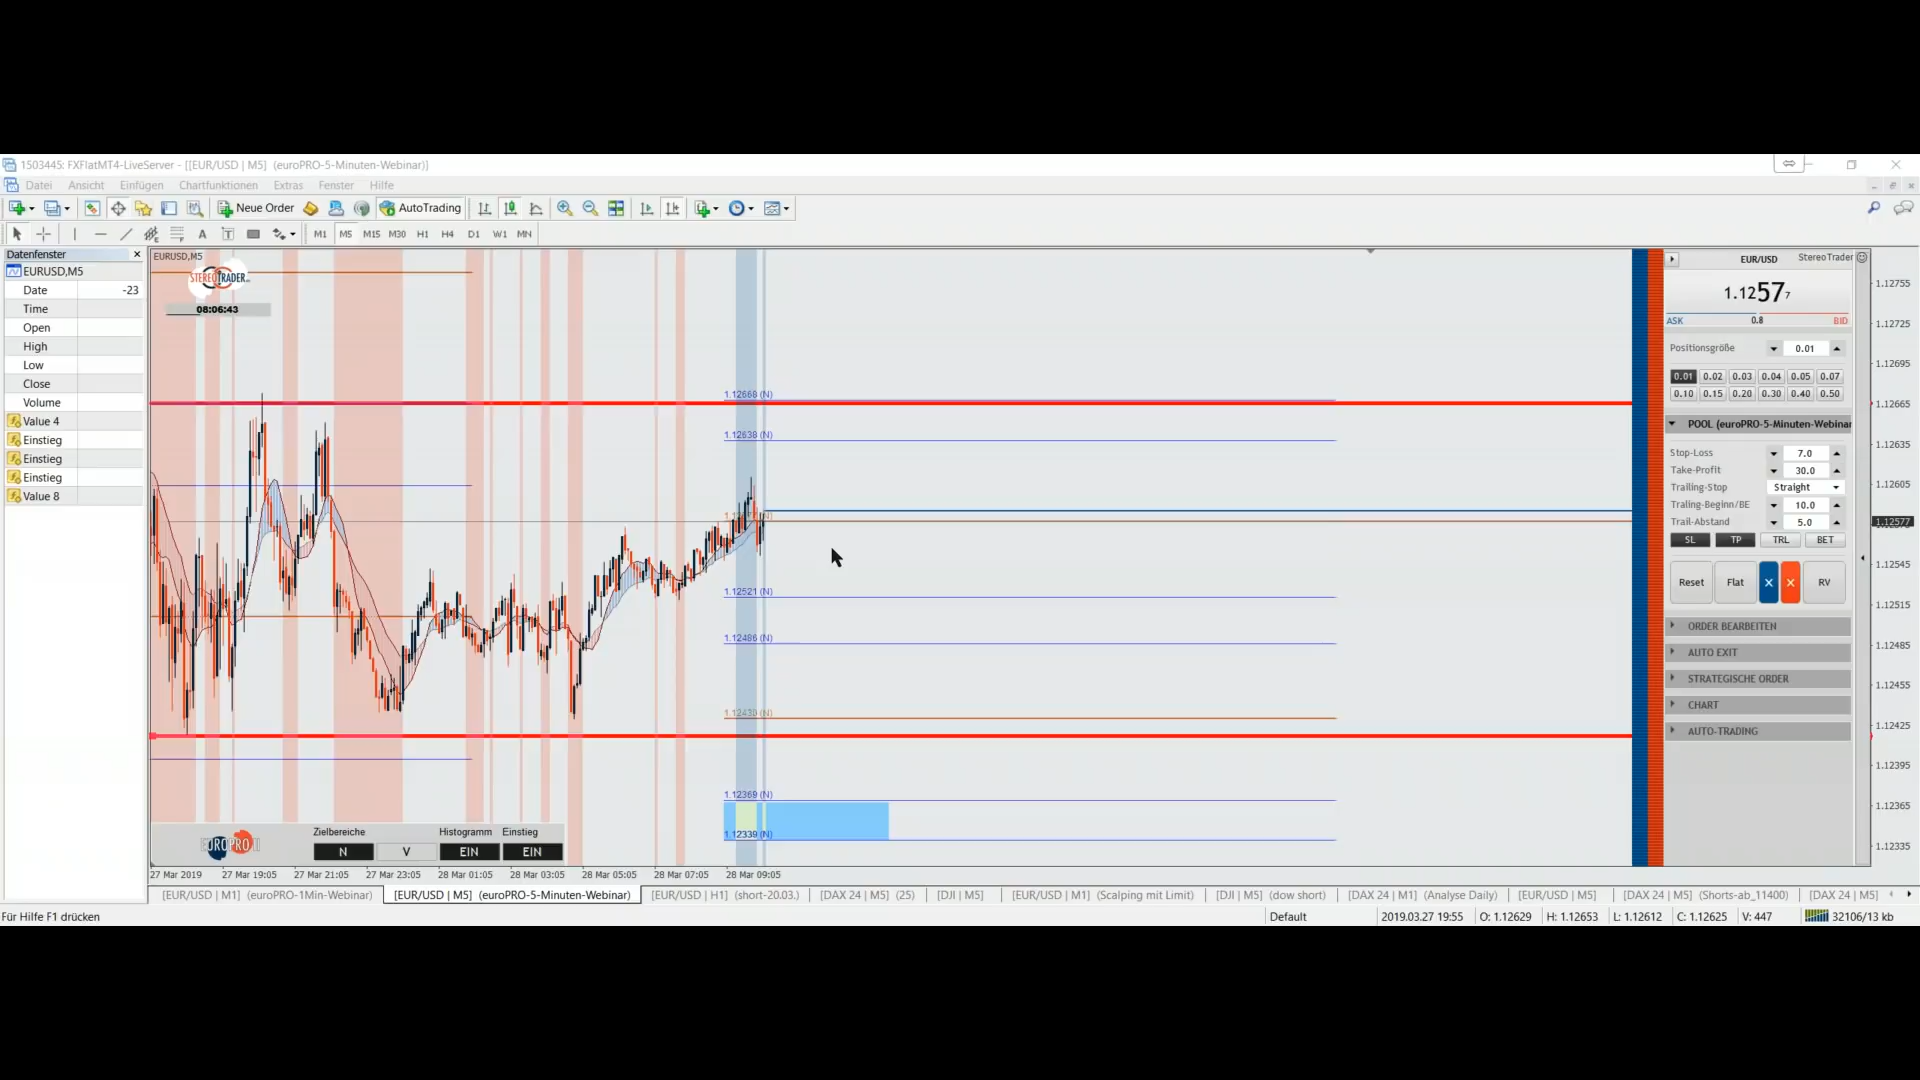 1503445: FXFlatMT4-LiveServer - [[EUR/USD | M5] (euroPRO-5-Minuten-Webinar)]
Datei Ansicht Einfügen Chartfunktionen Extras Fenster Hilfe
Neue Order AutoTrading
A T M1 M5 M15 M30 H1 H4 D1 W1 MN
Datenfenster
EURUSD,M5
Date -23
Time
Open
High
Low
Close
Volume
Value 4
Einstieg
Einstieg
Einstieg
Value 8
EURUSD,M5
STEREOTRADER
08:06:43
1.12668 (N)
1.12638 (N)
1.12521 (N)
1.12486 (N)
1.12430 (N)
1.12369 (N)
1.12339 (N)
EUROPRO
Zielbereiche Histogramm Einstieg
N V EIN EIN
27 Mar 2019 27 Mar 19:05 27 Mar 21:05 27 Mar 23:05 28 Mar 01:05 28 Mar 03:05 28 Mar 05:05 28 Mar 07:05 28 Mar 09:05
EUR/USD StereoTrader
1.12577
ASK 0.8 BID
Positionsgröße 0.01
0.01 0.02 0.03 0.04 0.05 0.07
0.10 0.15 0.20 0.30 0.40 0.50
POOL (euroPRO-5-Minuten-Webinar
Stop-Loss 7.0
Take-Profit 30.0
Trailing-Stop Straight
Traling-Beginn/BE 10.0
Trail-Abstand 5.0
SL TP TRL BET
Reset Flat × × RV
ORDER BEARBEITEN
AUTO EXIT
STRATEGISCHE ORDER
CHART
AUTO-TRADING
1.12755
1.12725
1.12695
1.12665
1.12635
1.12605
1.12577
1.12545
1.12515
1.12485
1.12455
1.12425
1.12395
1.12365
1.12335
[EUR/USD | M1] (euroPRO-1Min-Webinar) [EUR/USD | M5] (euroPRO-5-Minuten-Webinar) [EUR/USD | H1] (short-20.03.) [DAX 24 | M5] (25) [DJI | M5] [EUR/USD | M1] (Scalping mit Limit) [DJI | M5] (dow short) [DAX 24 | M1] (Analyse Daily) [EUR/USD | M5] [DAX 24 | M5] (Shorts-ab_11400) [DAX 24 | M5]
Für Hilfe F1 drücken Default 2019.03.27 19:55 O: 1.12629 H: 1.12653 L: 1.12612 C: 1.12625 V: 447 32106/13 kb